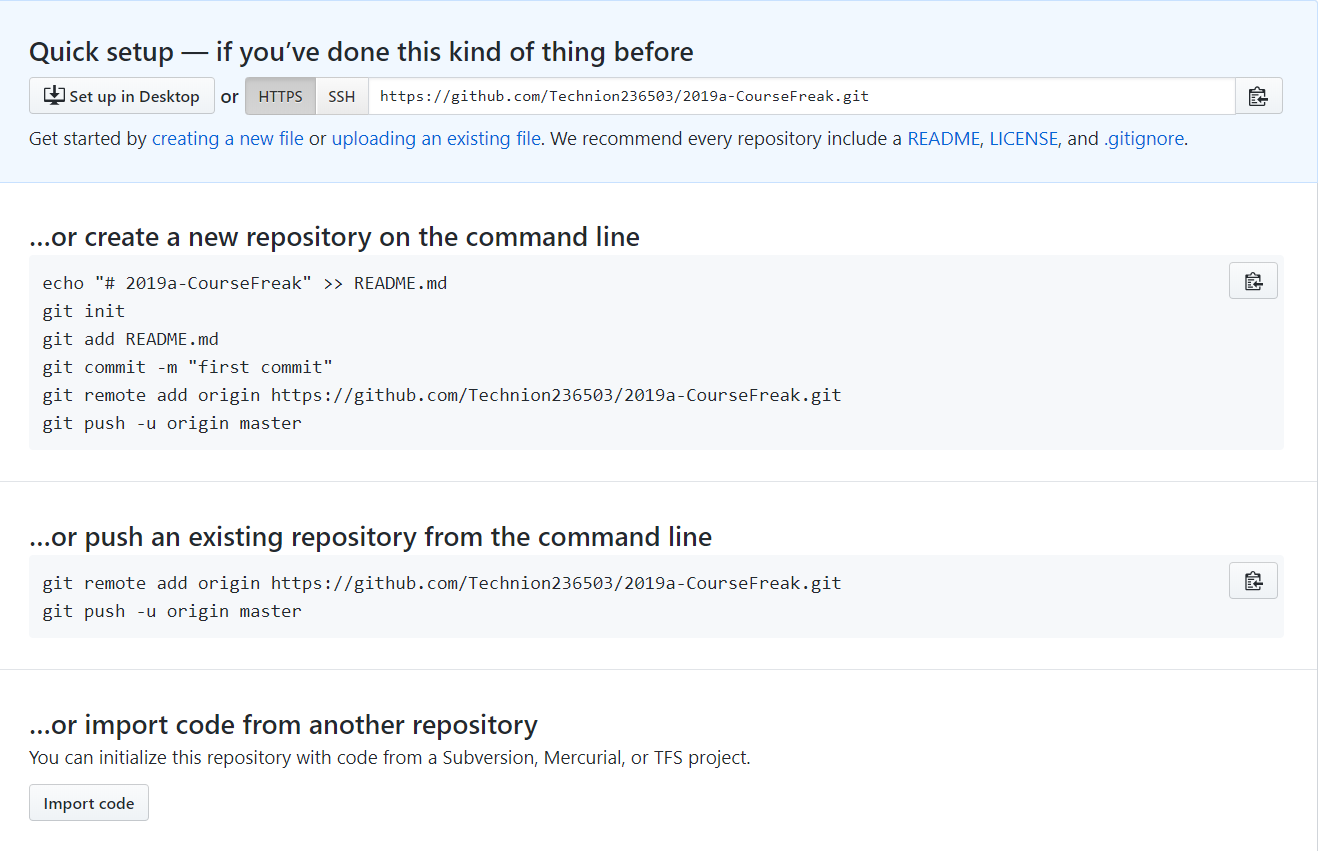 Quick setup — if you’ve done this kind of thing before
Set up in Desktop or HTTPS SSH https://github.com/Technion236503/2019a-CourseFreak.git
Get started by creating a new file or uploading an existing file. We recommend every repository include a README, LICENSE, and .gitignore.
…or create a new repository on the command line
echo "# 2019a-CourseFreak" >> README.md
git init
git add README.md
git commit -m "first commit"
git remote add origin https://github.com/Technion236503/2019a-CourseFreak.git
git push -u origin master
…or push an existing repository from the command line
git remote add origin https://github.com/Technion236503/2019a-CourseFreak.git
git push -u origin master
…or import code from another repository
You can initialize this repository with code from a Subversion, Mercurial, or TFS project.
Import code